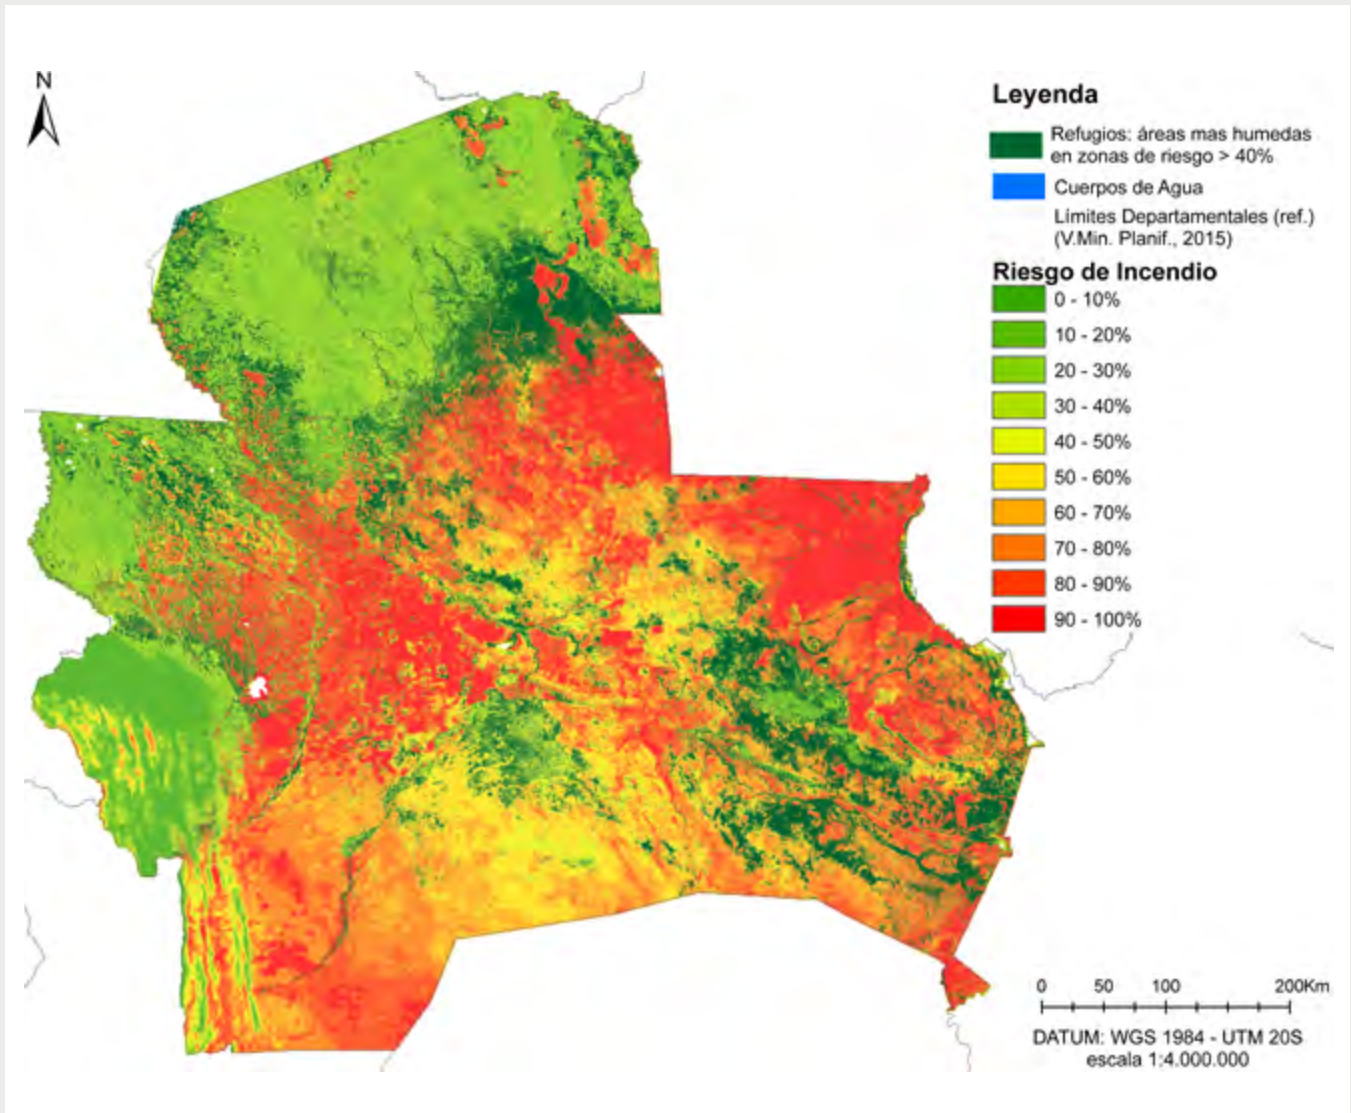 N
Leyenda
Refugios: áreas mas humedas
en zonas de riesgo > 40%
Cuerpos de Agua
Límites Departamentales (ref.)
(V.Min. Planif., 2015)
Riesgo de Incendio
0 - 10%
10 - 20%
20 - 30%
30 - 40%
40 - 50%
50 - 60%
60 - 70%
70 - 80%
80 - 90%
90 - 100%
0 50 100 200Km
DATUM: WGS 1984 - UTM 20S
escala 1:4.000.000